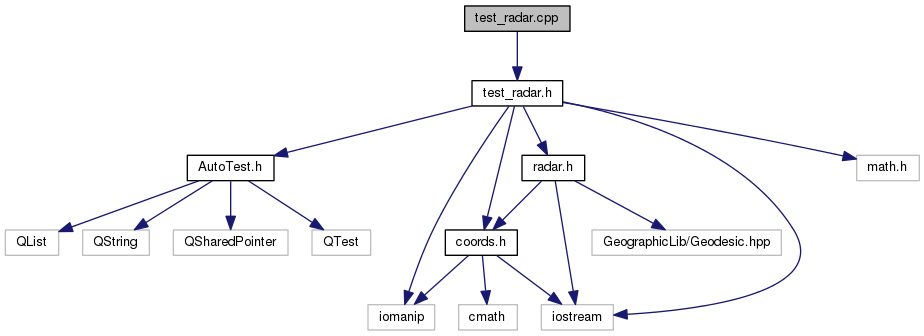 test_radar.cpp
test_radar.h
AutoTest.h
radar.h
math.h
QList
QString
QSharedPointer
QTest
coords.h
GeographicLib/Geodesic.hpp
iomanip
cmath
iostream